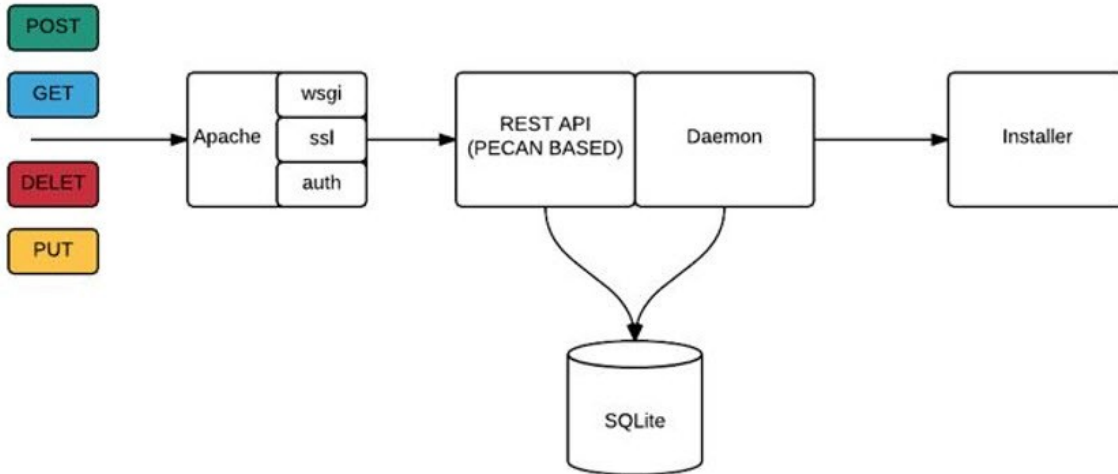 POST
GET
DELET
PUT
Apache
wsgi
ssl
auth
REST API
(PECAN BASED)
Daemon
Installer
SQLite